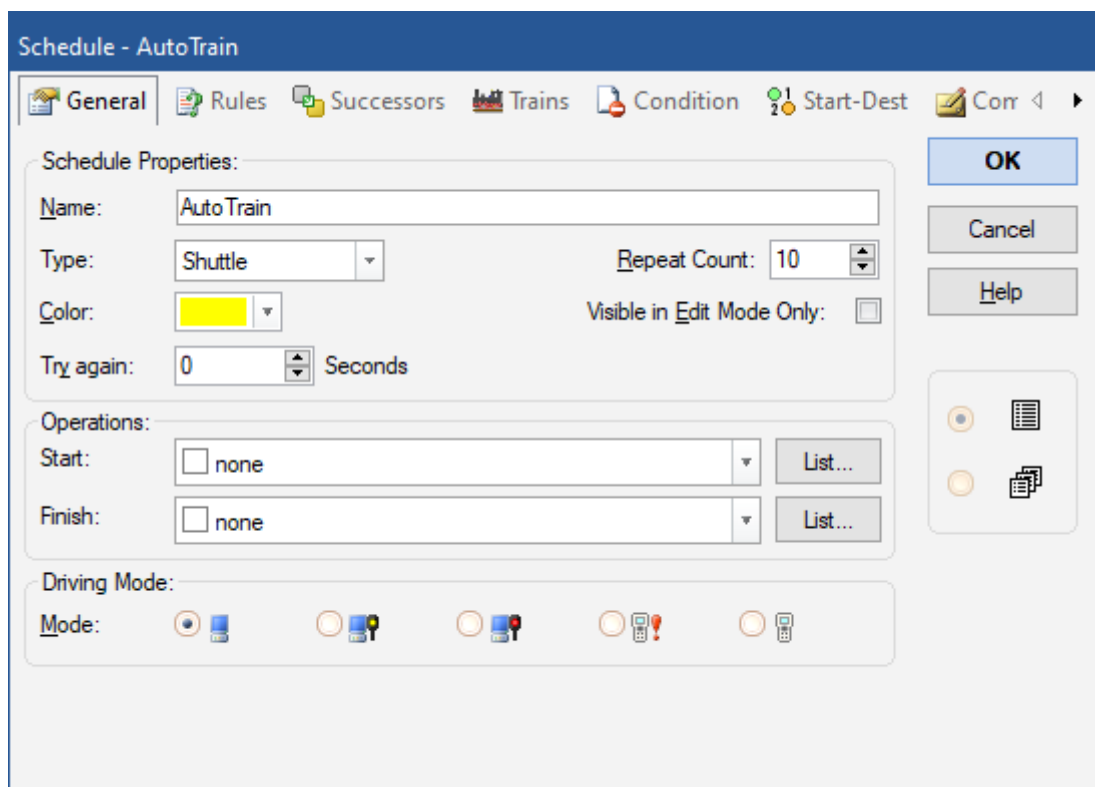 Schedule - AutoTrain
General Rules Successors Trains Condition Start-Dest
Schedule Properties:
OK
Name: AutoTrain
Cancel
Type: Shuttle Repeat Count: 10
Help
Color: Visible in Edit Mode Only:
Try again: 0 Seconds
Operations:
Start: none List...
Finish: none List...
Driving Mode:
Mode: